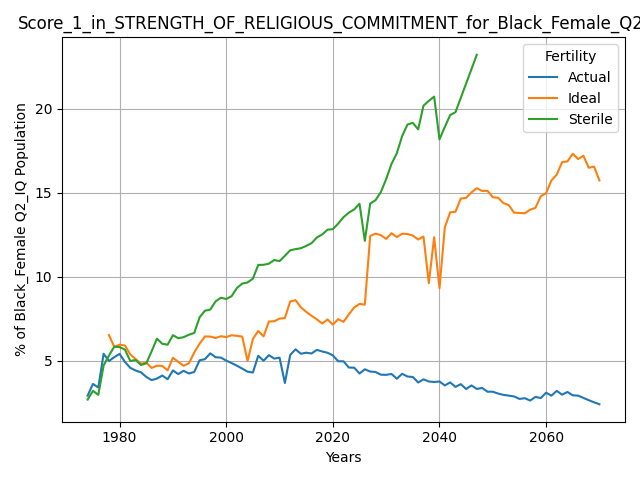 Score_1_in_STRENGTH_OF_RELIGIOUS_COMMITMENT_for_Black_Female_Q2
% of Black_Female Q2_IQ Population
20
15
10
5
Fertility
Actual
Ideal
Sterile
1980 2000 2020 2040 2060
Years